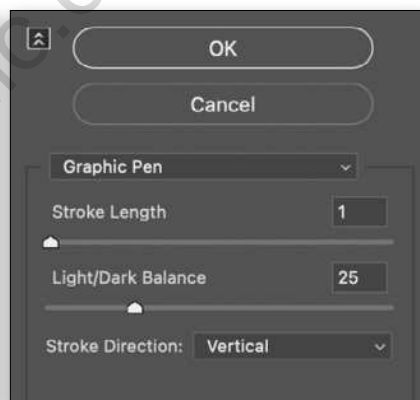 OK
Cancel
Graphic Pen
Stroke Length 1
Light/Dark Balance 25
Stroke Direction: Vertical